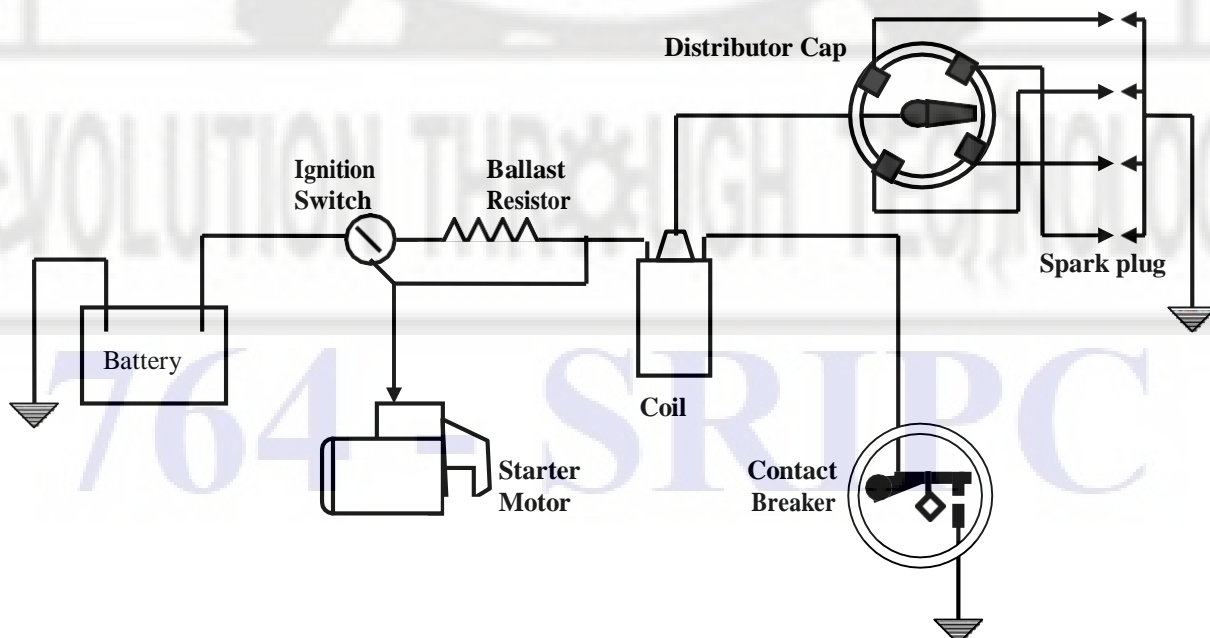 Distributor Cap
Ignition
Switch
Ballast
Resistor
Spark plug
Battery
Coil
Starter
Motor
Contact
Breaker
764 - SRIPC